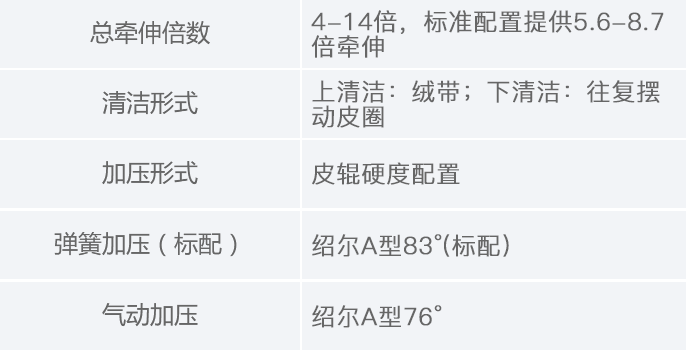 总牵伸倍数
4-14倍，标准配置提供5.6-8.7
倍牵伸
清洁形式
上清洁：绒带；下清洁：往复摆
动皮圈
加压形式
皮辊硬度配置
弹簧加压（标配）
绍尔A型83°(标配)
气动加压
绍尔A型76°